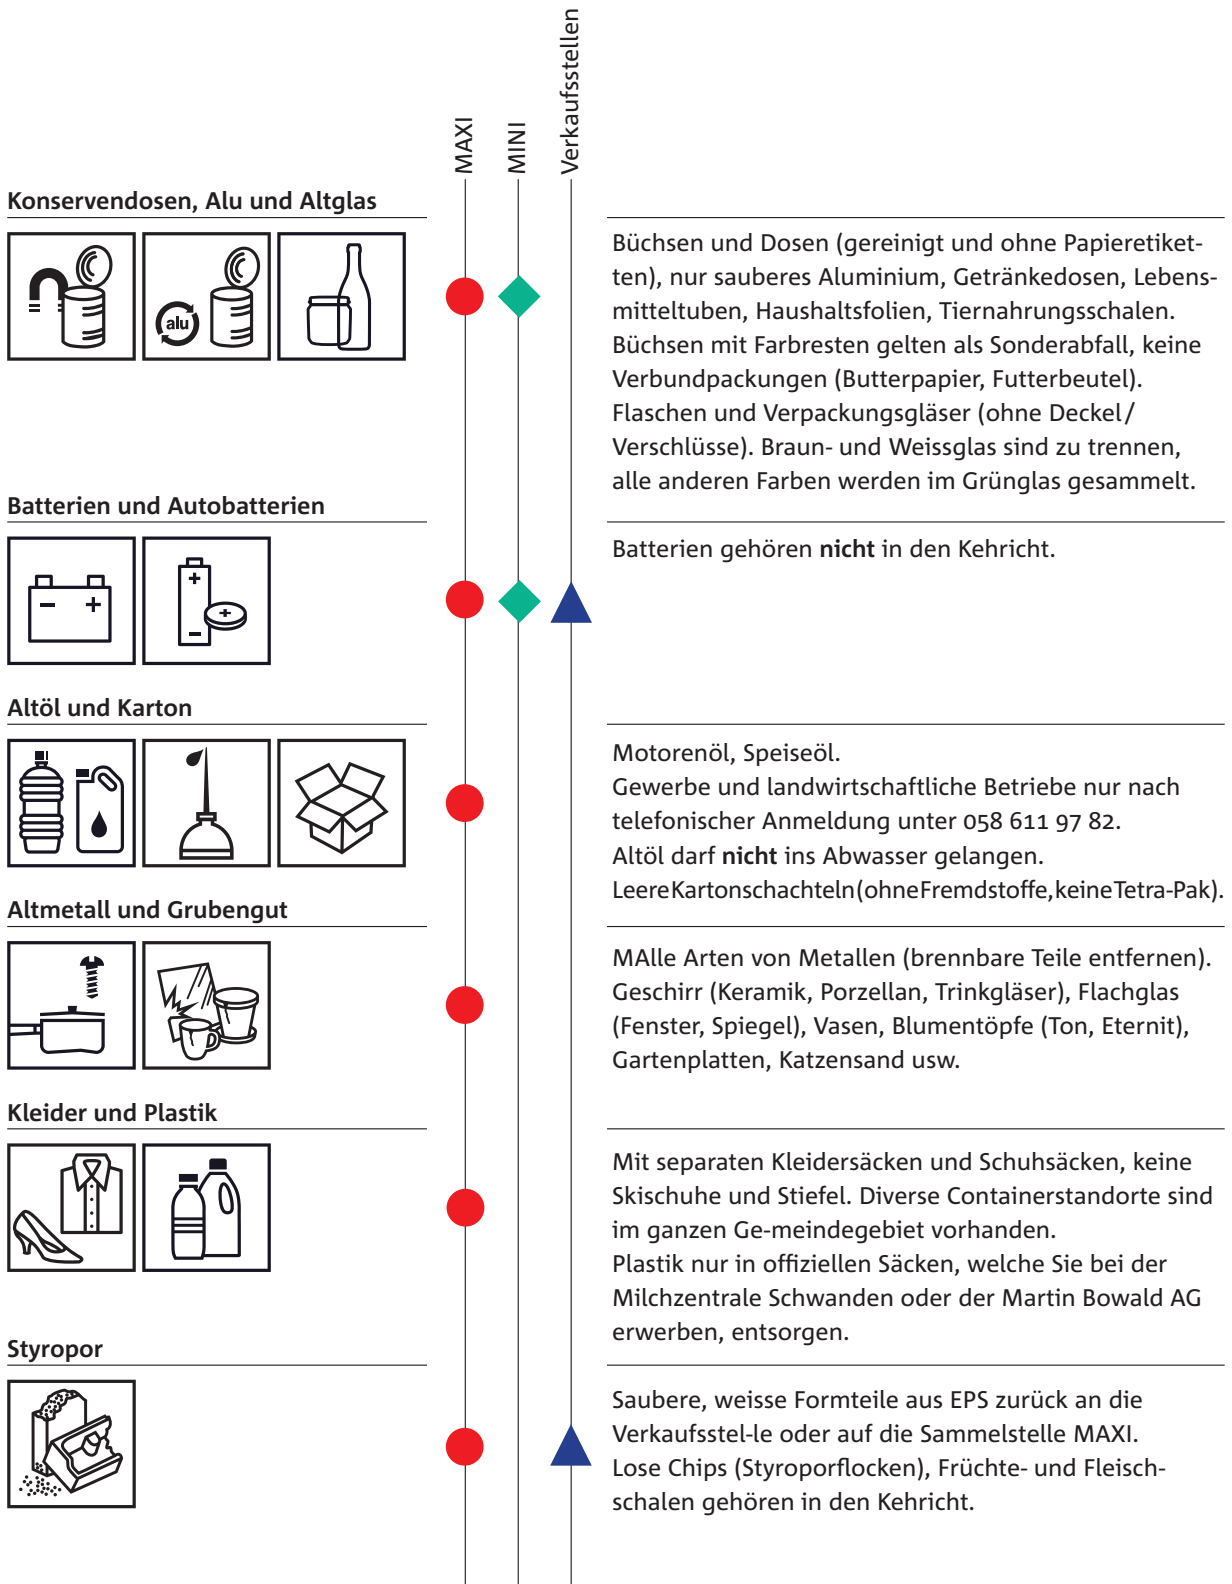 MAXI
MINI
Verkaufsstellen
Konservendosen, Alu und Altglas
alu
Büchsen und Dosen (gereinigt und ohne Papieretiket-
ten), nur sauberes Aluminium, Getränkedosen, Lebens-
mitteltuben, Haushaltsfolien, Tiernahrungsschalen.
Büchsen mit Farbresten gelten als Sonderabfall, keine
Verbundpackungen (Butterpapier, Futterbeutel).
Flaschen und Verpackungsgläser (ohne Deckel/
Verschlüsse). Braun- und Weissglas sind zu trennen,
alle anderen Farben werden im Grünglas gesammelt.
Batterien und Autobatterien
Batterien gehören nicht in den Kehricht.
Altöl und Karton
Motorenöl, Speiseöl.
Gewerbe und landwirtschaftliche Betriebe nur nach
telefonischer Anmeldung unter 058 611 97 82.
Altöl darf nicht ins Abwasser gelangen.
Leere Kartonschachteln (ohne Fremdstoffe, keine Tetra-Pak).
Altmetall und Grubengut
MAlle Arten von Metallen (brennbare Teile entfernen).
Geschirr (Keramik, Porzellan, Trinkgläser), Flachglas
(Fenster, Spiegel), Vasen, Blumentöpfe (Ton, Eternit),
Gartenplatten, Katzensand usw.
Kleider und Plastik
Mit separaten Kleidersäcken und Schuhsäcken, keine
Skischuhe und Stiefel. Diverse Containerstandorte sind
im ganzen Ge-meindegebiet vorhanden.
Plastik nur in offiziellen Säcken, welche Sie bei der
Milchzentrale Schwanden oder der Martin Bowald AG
erwerben, entsorgen.
Styropor
Saubere, weisse Formteile aus EPS zurück an die
Verkaufsstel-le oder auf die Sammelstelle MAXI.
Lose Chips (Styroporflocken), Früchte- und Fleisch-
schalen gehören in den Kehricht.